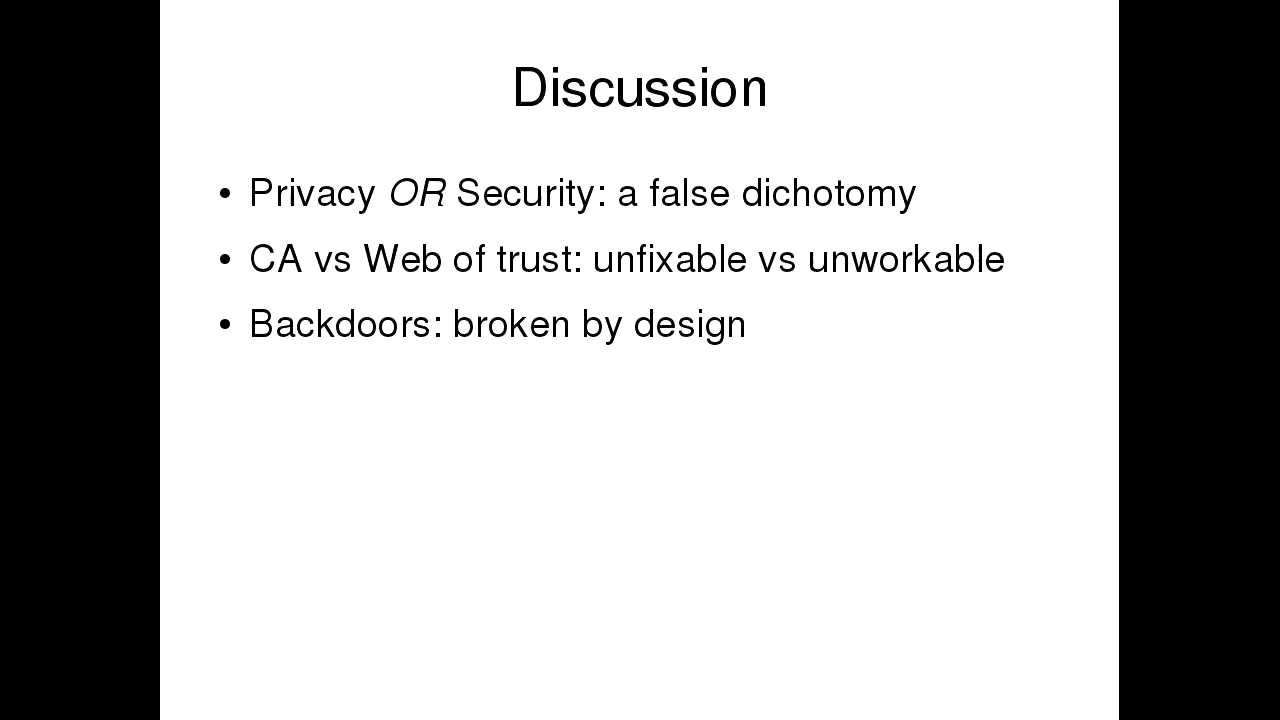 Discussion
• Privacy OR Security: a false dichotomy
• CA vs Web of trust: unfixable vs unworkable
• Backdoors: broken by design